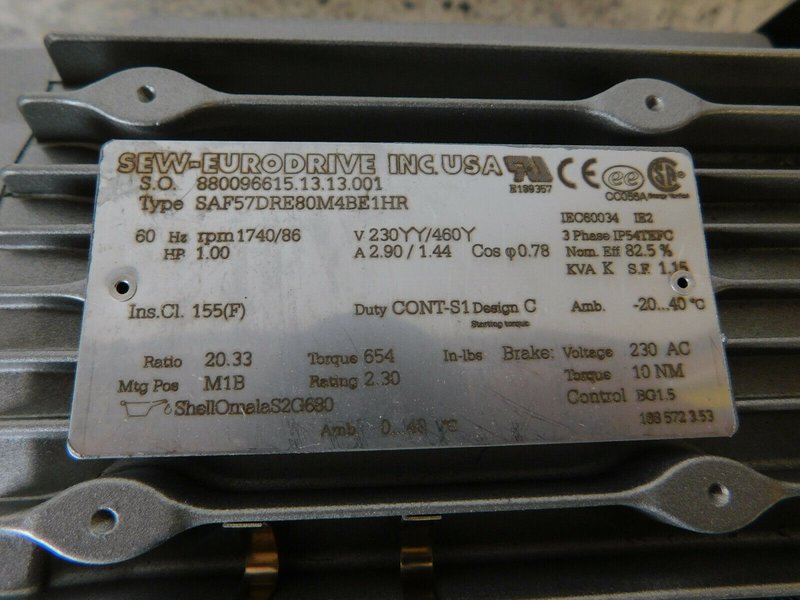 SEW-EURODRIVE INC. USA
E189357
CE
CC056A
S.O. 880096615.13.13.001
Type SAF57DRE80M4BE1HR
60 Hz rpm 1740/86 V 230YY/460Y
IEC60034 IE2
3 Phase IP54TEFC
HP 1.00 A 2.90 / 1.44 Cos φ 0.78 Nom. Eff 82.5 %
KVA K S.F. 1.15
Ins.Cl. 155(F) Duty CONT-S1 Design C Amb. -20...40 °C
Starting torque
Ratio 20.33 Torque 654 In-lbs Brake: Voltage 230 AC
Mtg Pos M1B Rating 2.30 Torque 10 NM
Control BG1.5
ShellOmalaS2G680
Amb 0..40 °C
188 572 3.53